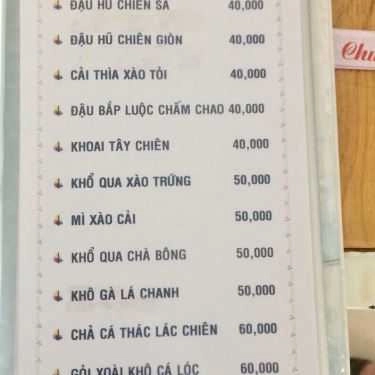 ĐẬU HŨ CHIÊN SẢ 40,000
ĐẬU HŨ CHIÊN GIÒN 40,000
CẢI THÌA XÀO TỎI 40,000
ĐẬU BẮP LUỘC CHẤM CHAO 40,000
KHOAI TÂY CHIÊN 40,000
KHỔ QUA XÀO TRỨNG 50,000
MÌ XÀO CẢI 50,000
KHỔ QUA CHÀ BÔNG 50,000
KHÔ GÀ LÁ CHANH 50,000
CHẢ CÁ THÁC LÁC CHIÊN 60,000
GỎI XOÀI KHÔ CÁ LÓC 60,000